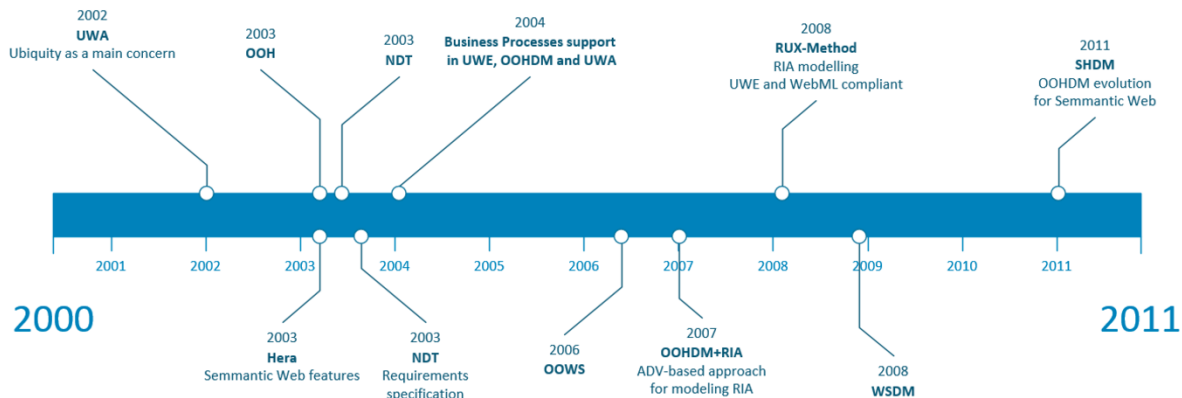 2002
UWA
Ubiquity as a main concern
2003
OOH
2003
NDT
2004
Business Processes support
in UWE, OOHDM and UWA
2008
RUX-Method
RIA modelling
UWE and WebML compliant
2011
SHDM
OOHDM evolution
for Semmantic Web
2001
2002
2003
2004
2005
2006
2007
2008
2009
2010
2011
2000
2011
2003
Hera
Semmantic Web features
2003
NDT
Requirements
specification
2006
OOWS
2007
OOHDM+RIA
ADV-based approach
for modeling RIA
2008
WSDM